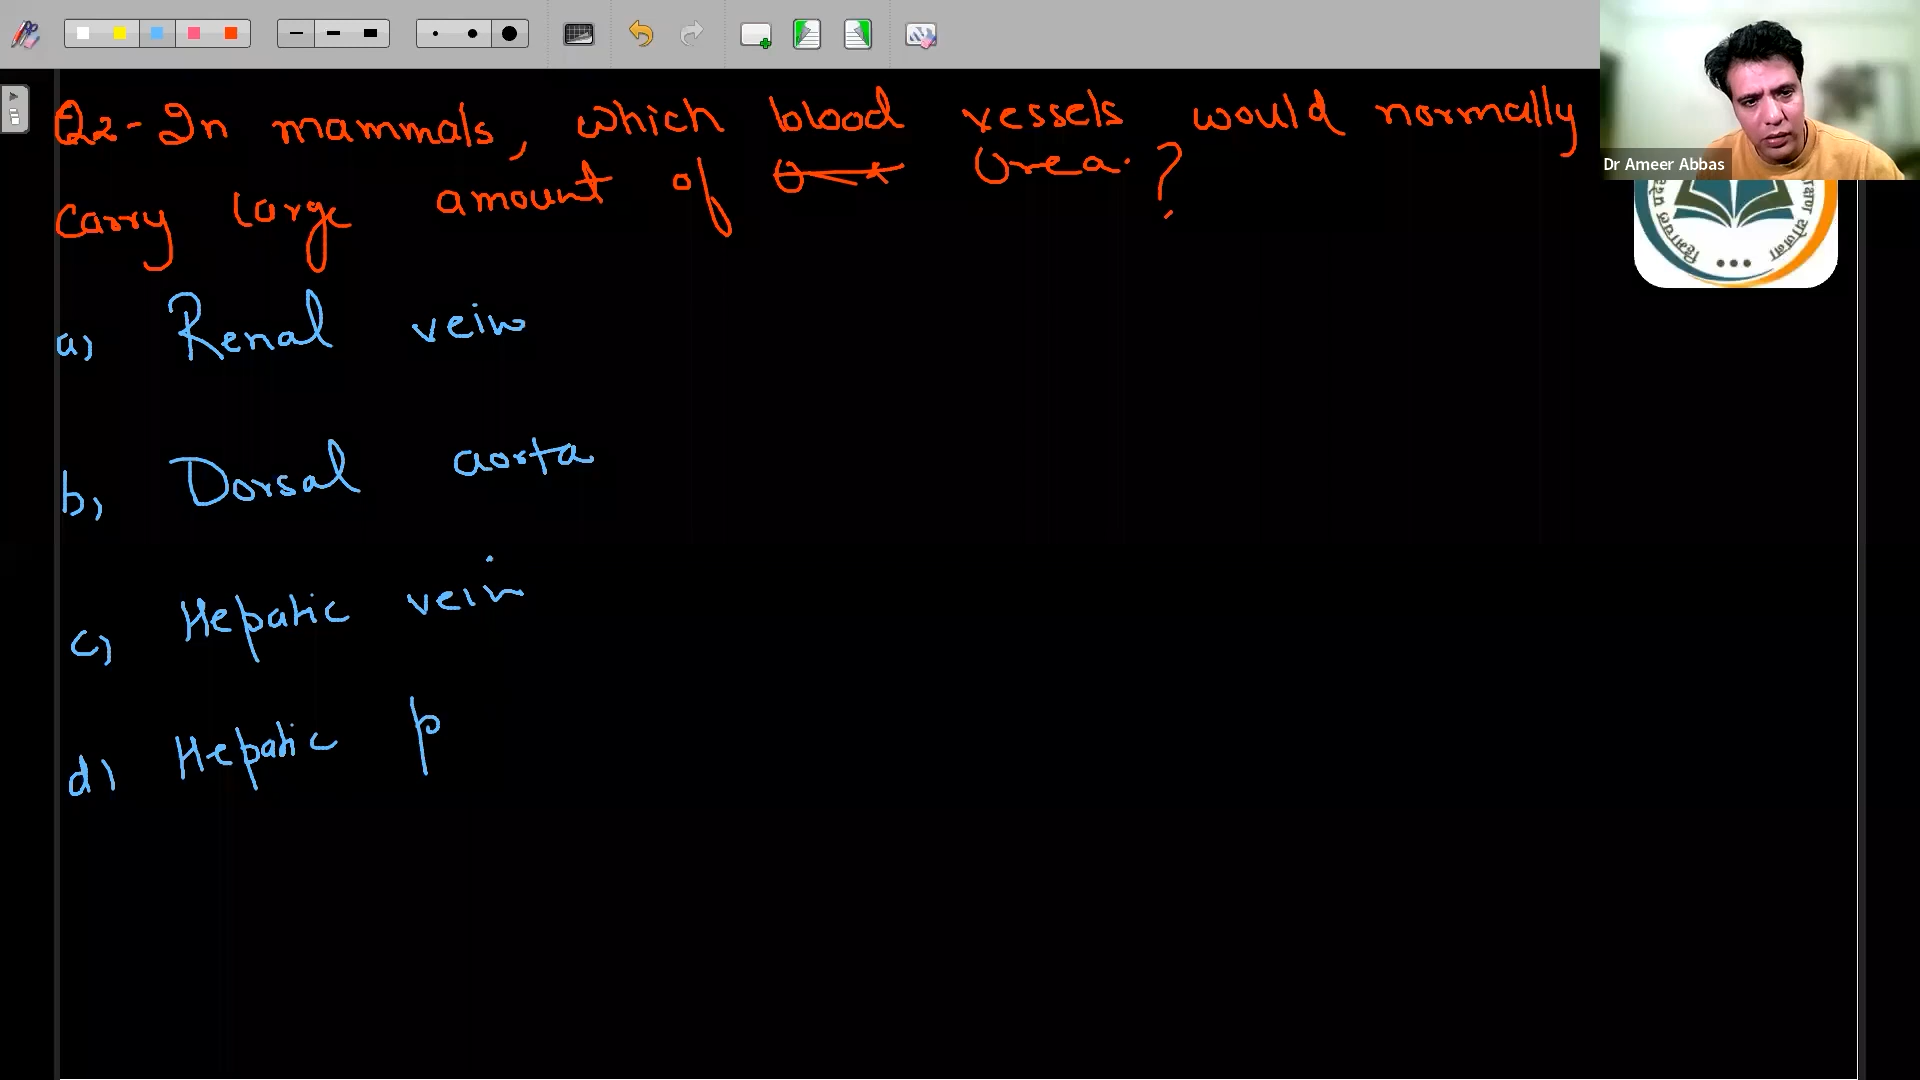 Dr Ameer Abbas
Q2- In mammals, which blood vessels would normally
carry large amount of Urea. ?
a) Renal vein
b) Dorsal aorta
c) Hepatic vein
d) Hepatic p